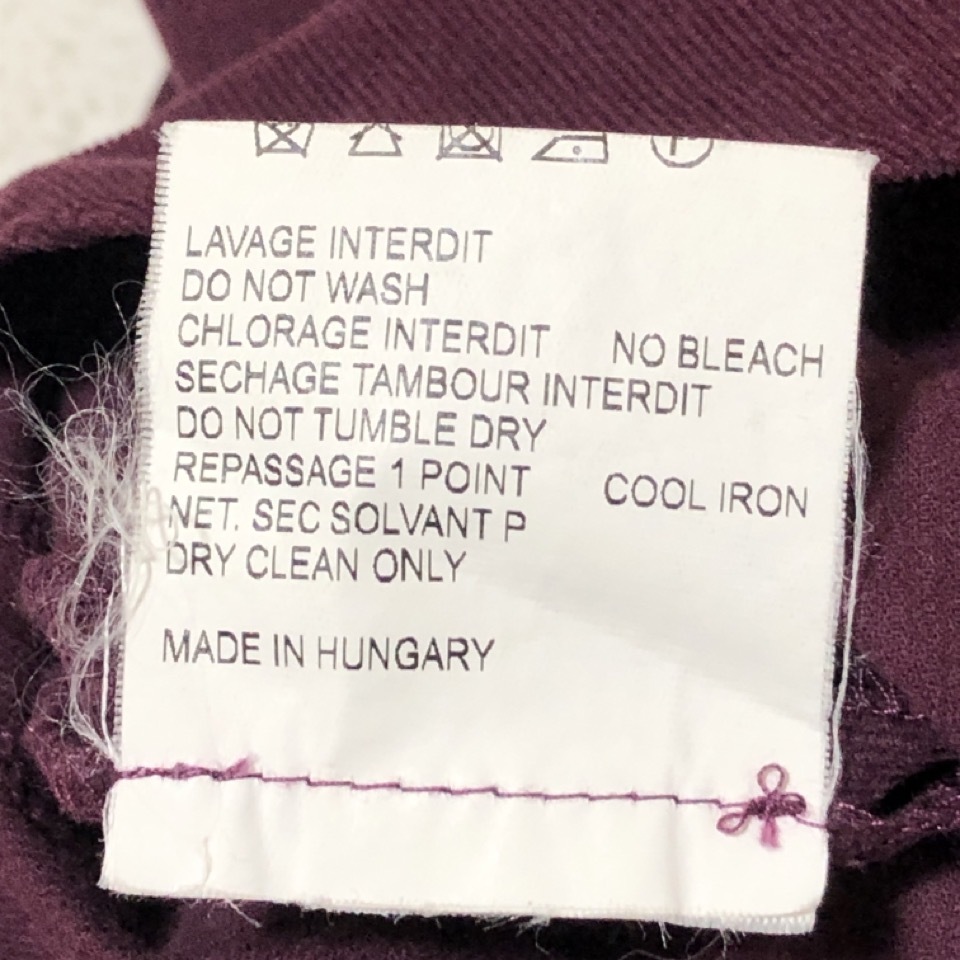 LAVAGE INTERDIT
DO NOT WASH
CHLORAGE INTERDIT NO BLEACH
SECHAGE TAMBOUR INTERDIT
DO NOT TUMBLE DRY
REPASSAGE 1 POINT COOL IRON
NET. SEC SOLVANT P
DRY CLEAN ONLY
MADE IN HUNGARY